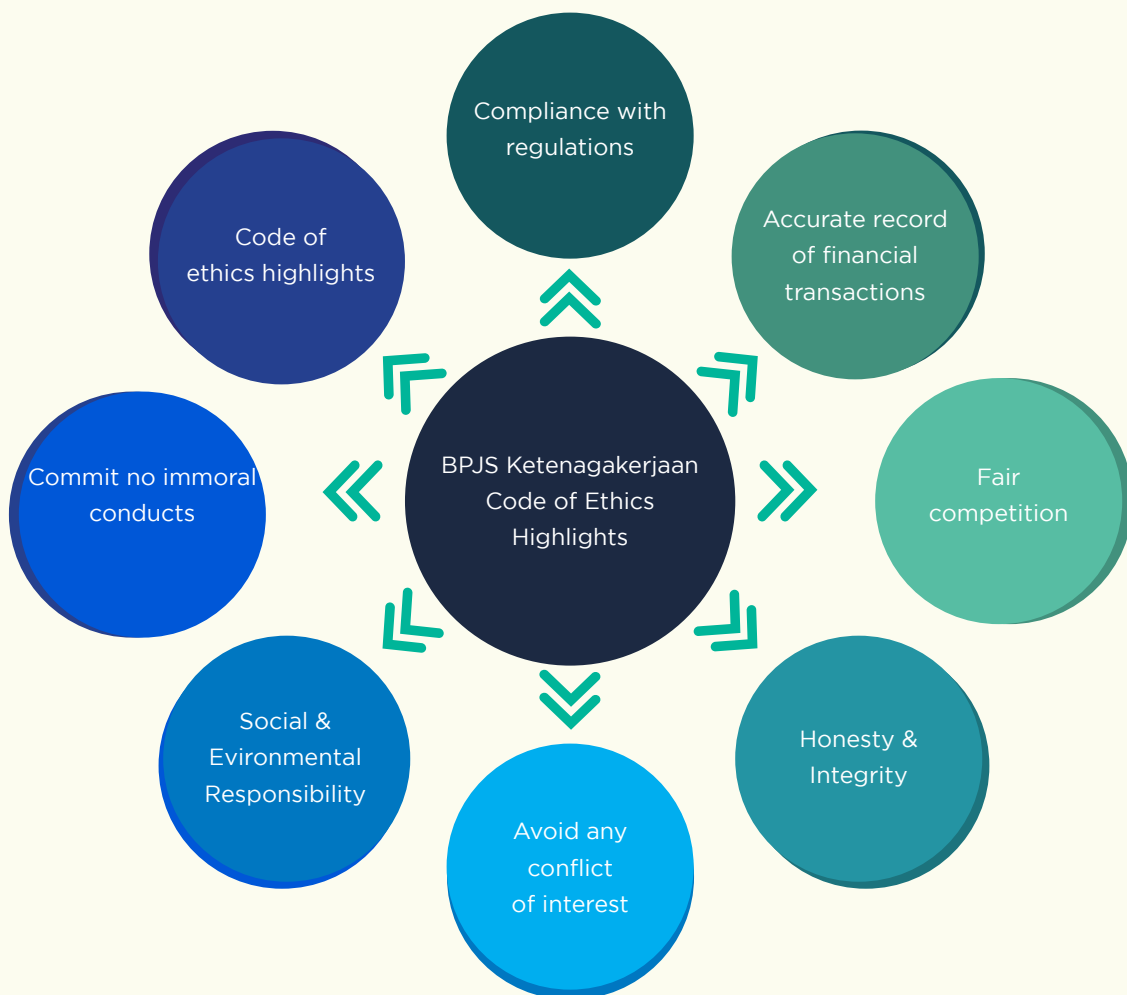 Compliance with
regulations
Code of
ethics highlights
Accurate record
of financial
transactions
Commit no immoral
conducts
BPJS Ketenagakerjaan
Code of Ethics
Highlights
Fair
competition
Social &
Evironmental
Responsibility
Honesty &
Integrity
Avoid any
conflict
of interest